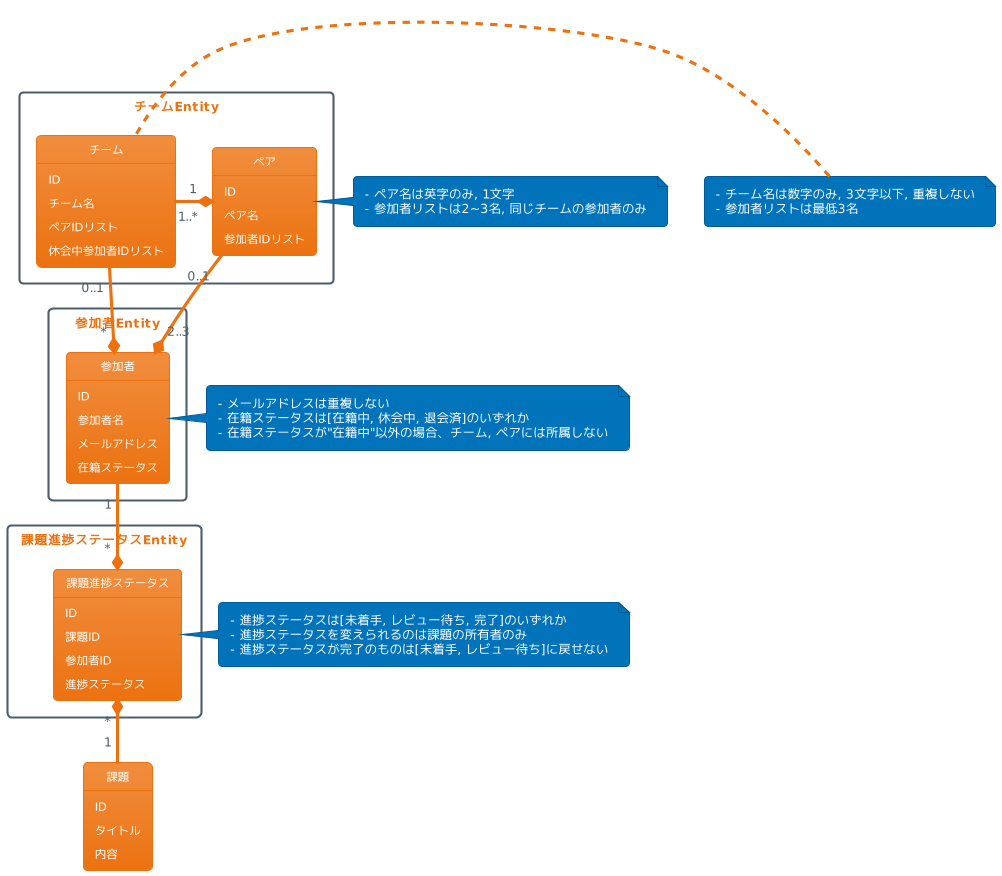 チームEntity
チーム
ID
チーム名
ペアIDリスト
休会中参加者IDリスト
1
1..*
ペア
ID
ペア名
参加者IDリスト
- ペア名は英字のみ, 1文字
- 参加者リストは2~3名, 同じチームの参加者のみ
- チーム名は数字のみ, 3文字以下, 重複しない
- 参加者リストは最低3名
0..1
*
0..1
2..3
参加者Entity
参加者
ID
参加者名
メールアドレス
在籍ステータス
- メールアドレスは重複しない
- 在籍ステータスは[在籍中, 休会中, 退会済]のいずれか
- 在籍ステータスが"在籍中"以外の場合、チーム, ペアには所属しない
1
*
課題進捗ステータスEntity
課題進捗ステータス
ID
課題ID
参加者ID
進捗ステータス
- 進捗ステータスは[未着手, レビュー待ち, 完了]のいずれか
- 進捗ステータスを変えられるのは課題の所有者のみ
- 進捗ステータスが完了のものは[未着手, レビュー待ち]に戻せない
*
1
課題
ID
タイトル
内容